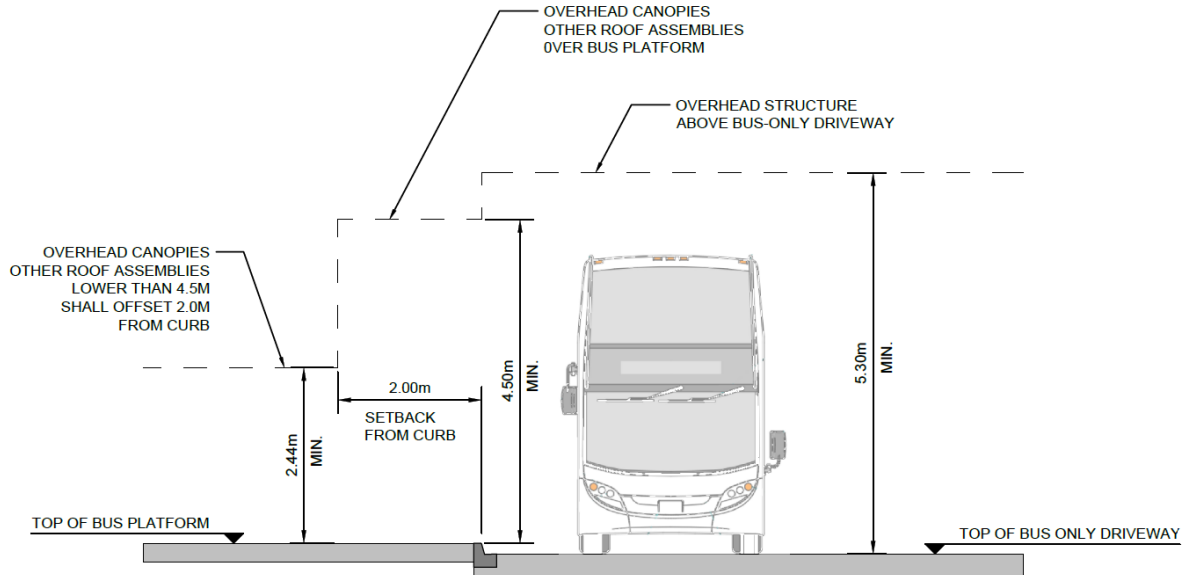 OVERHEAD CANOPIES
OTHER ROOF ASSEMBLIES
0VER BUS PLATFORM
OVERHEAD STRUCTURE
ABOVE BUS-ONLY DRIVEWAY
OVERHEAD CANOPIES
OTHER ROOF ASSEMBLIES
LOWER THAN 4.5M
SHALL OFFSET 2.0M
FROM CURB
2.00m
SETBACK
FROM CURB
2.44m
MIN.
4.50m
MIN.
5.30m
MIN.
TOP OF BUS PLATFORM
TOP OF BUS ONLY DRIVEWAY